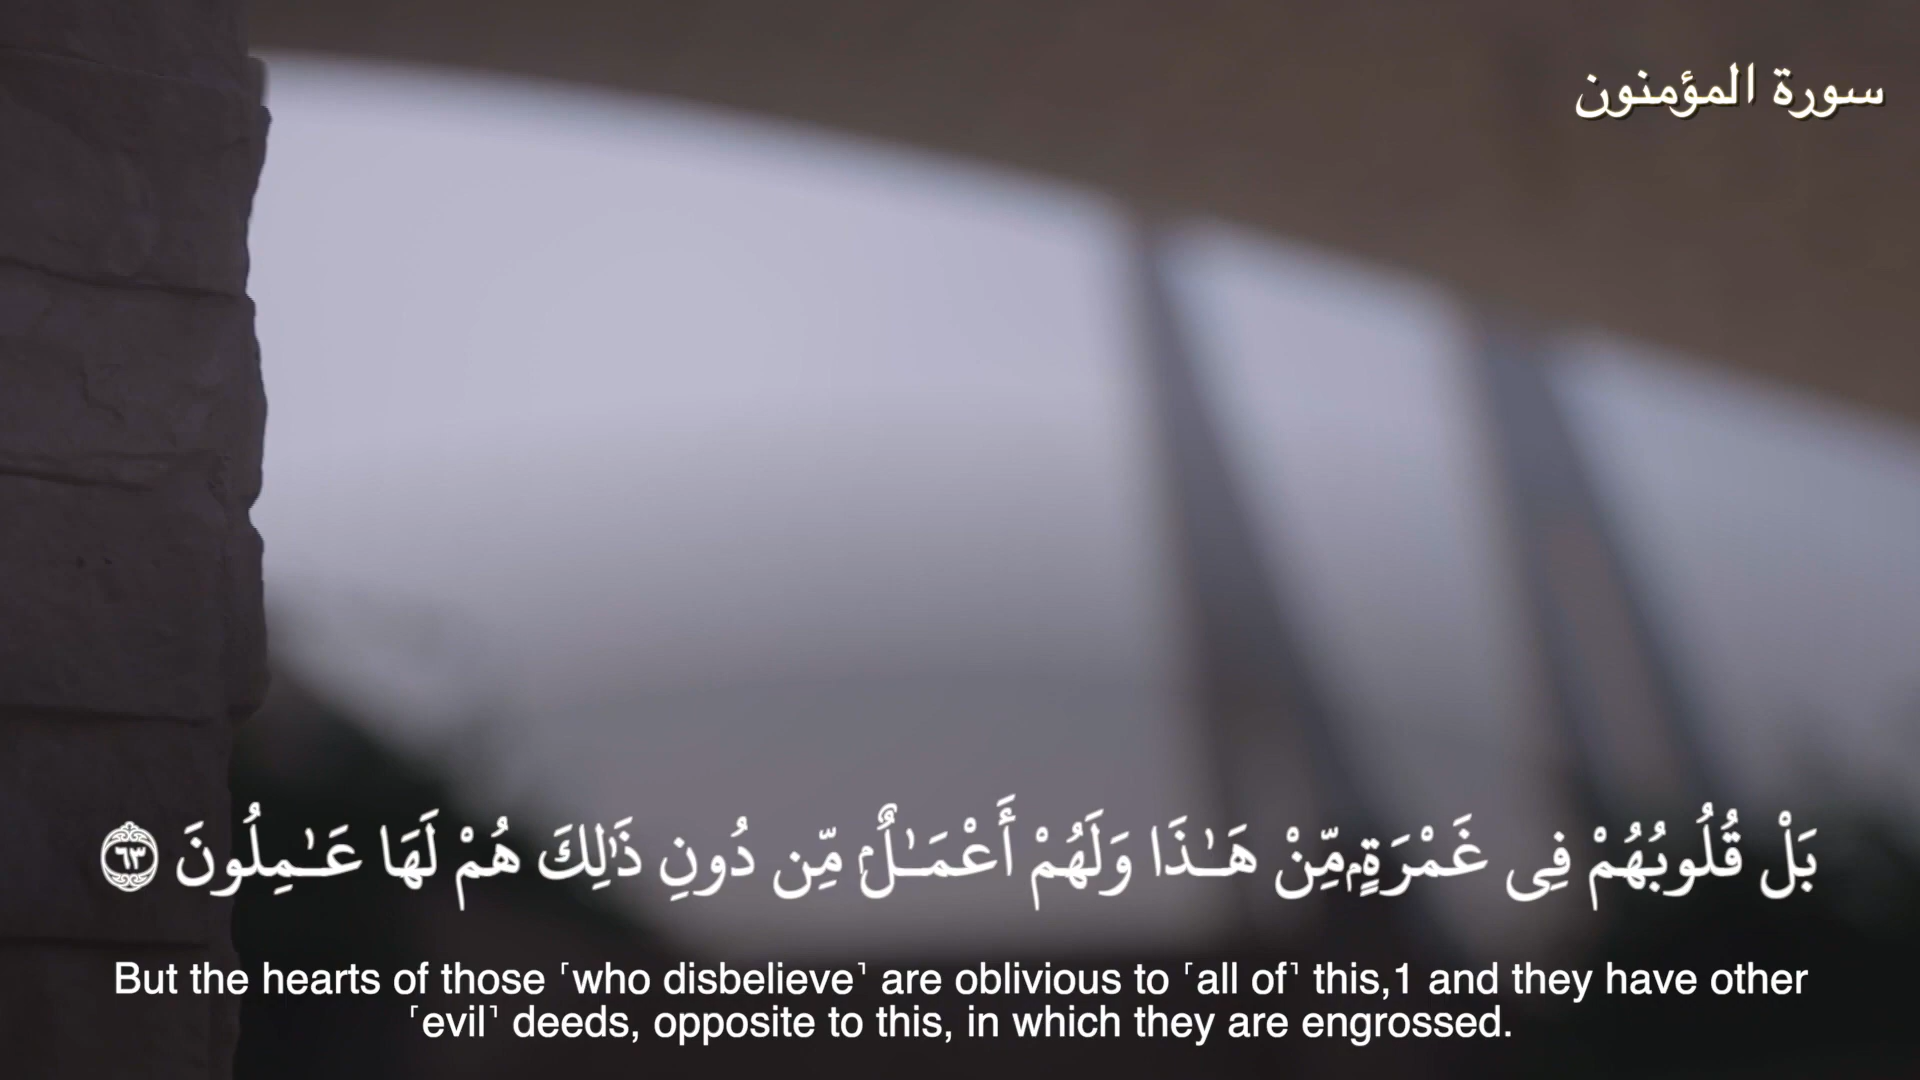 سورة المؤمنون
بَلْ قُلُوبُهُمْ فِى غَمْرَةٍۢ مِّنْ هَـٰذَا وَلَهُمْ أَعْمَـٰلٌۭ مِّن دُونِ ذَٰلِكَ هُمْ لَهَا عَـٰمِلُونَ ٦٣
But the hearts of those ˹who disbelieve˺ are oblivious to ˹all of˺ this,1 and they have other
˹evil˺ deeds, opposite to this, in which they are engrossed.